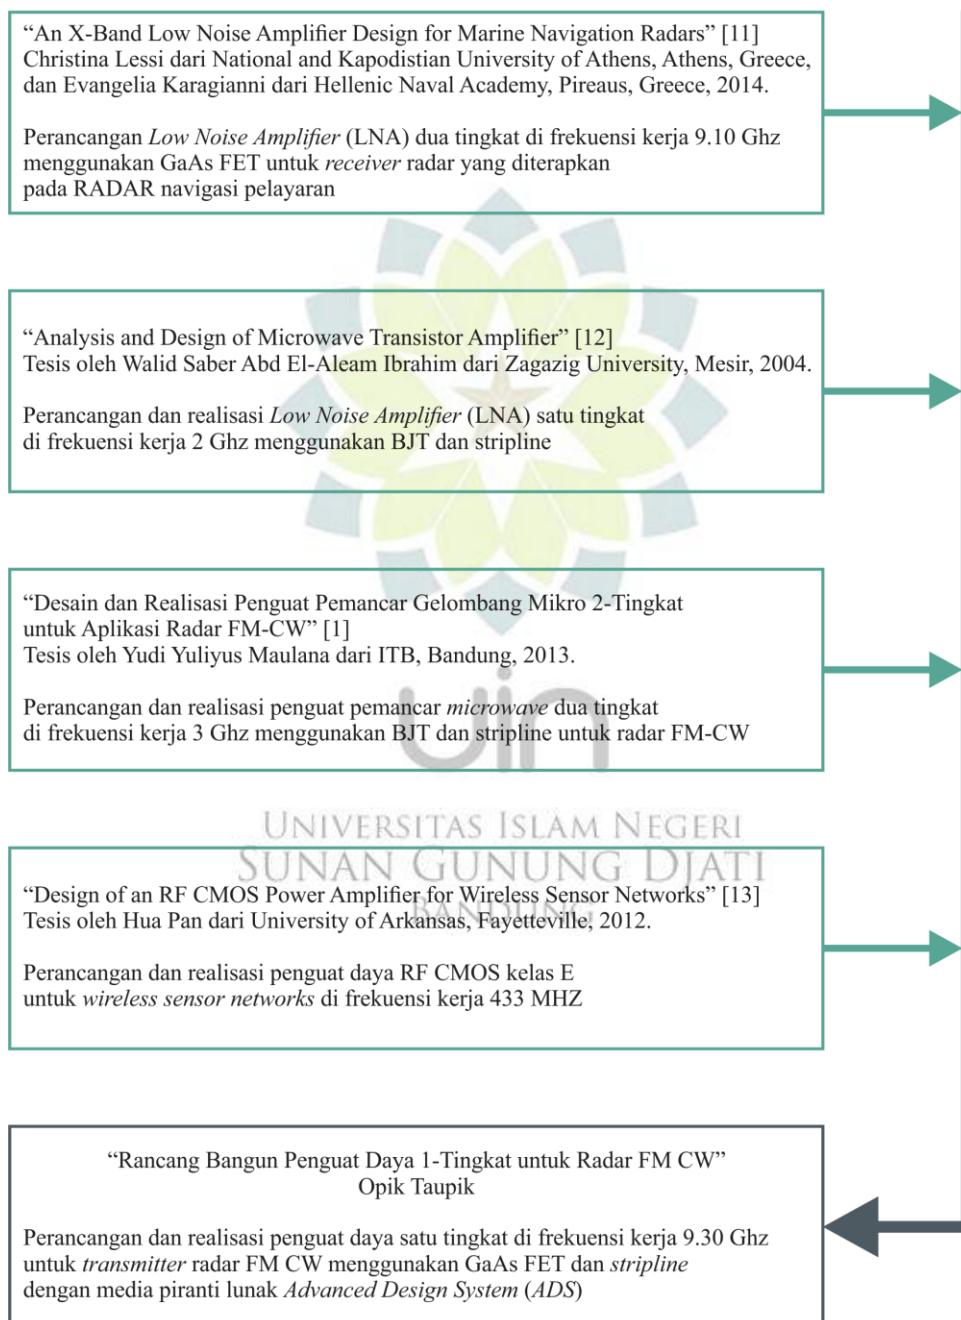 “An X-Band Low Noise Amplifier Design for Marine Navigation Radars” [11]
Christina Lessi dari National and Kapodistian University of Athens, Athens, Greece,
dan Evangelia Karagianni dari Hellenic Naval Academy, Pireaus, Greece, 2014.
Perancangan Low Noise Amplifier (LNA) dua tingkat di frekuensi kerja 9.10 Ghz
menggunakan GaAs FET untuk receiver radar yang diterapkan
pada RADAR navigasi pelayaran
“Analysis and Design of Microwave Transistor Amplifier” [12]
Tesis oleh Walid Saber Abd El-Aleam Ibrahim dari Zagazig University, Mesir, 2004.
Perancangan dan realisasi Low Noise Amplifier (LNA) satu tingkat
di frekuensi kerja 2 Ghz menggunakan BJT dan stripline
“Desain dan Realisasi Penguat Pemancar Gelombang Mikro 2-Tingkat
untuk Aplikasi Radar FM-CW” [1]
Tesis oleh Yudi Yuliyus Maulana dari ITB, Bandung, 2013.
Perancangan dan realisasi penguat pemancar microwave dua tingkat
di frekuensi kerja 3 Ghz menggunakan BJT dan stripline untuk radar FM-CW
uin
UNIVERSITAS ISLAM NEGERI
SUNAN GUNUNG DJATI
BANDUNG
“Design of an RF CMOS Power Amplifier for Wireless Sensor Networks” [13]
Tesis oleh Hua Pan dari University of Arkansas, Fayetteville, 2012.
Perancangan dan realisasi penguat daya RF CMOS kelas E
untuk wireless sensor networks di frekuensi kerja 433 MHZ
“Rancang Bangun Penguat Daya 1-Tingkat untuk Radar FM CW”
Opik Taupik
Perancangan dan realisasi penguat daya satu tingkat di frekuensi kerja 9.30 Ghz
untuk transmitter radar FM CW menggunakan GaAs FET dan stripline
dengan media piranti lunak Advanced Design System (ADS)